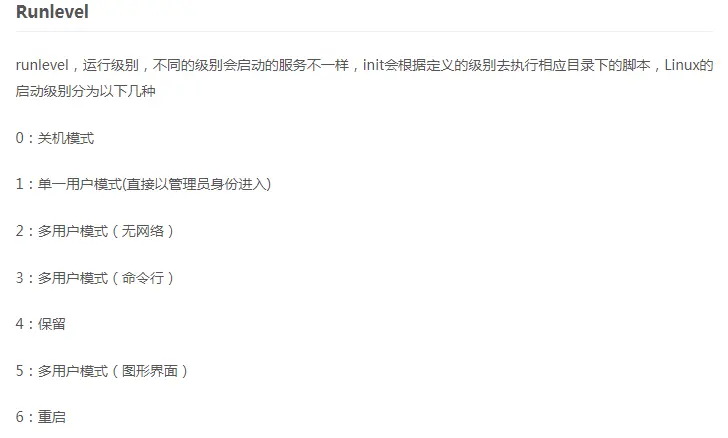 Runlevel
runlevel，运行级别，不同的级别会启动的服务不一样，init会根据定义的级别去执行相应目录下的脚本，Linux的
启动级别分为以下几种
0：关机模式
1：单一用户模式(直接以管理员身份进入)
2：多用户模式（无网络）
3：多用户模式（命令行）
4：保留
5：多用户模式（图形界面）
6：重启